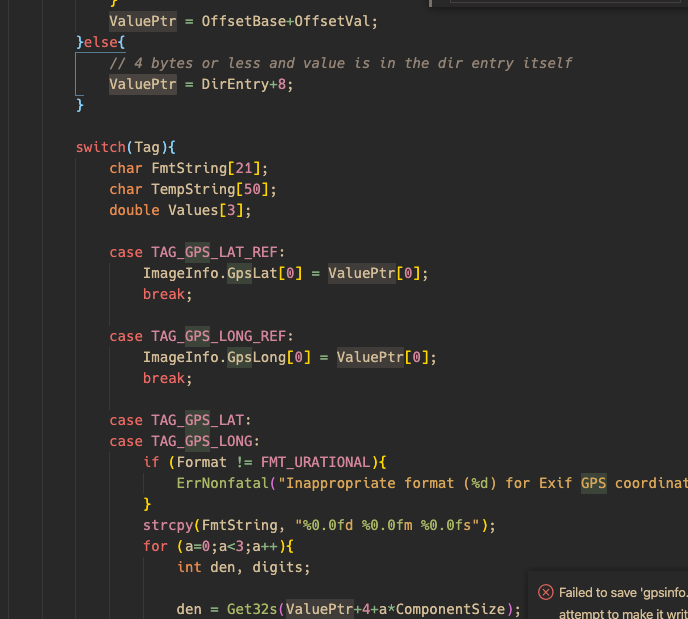 }
ValuePtr = OffsetBase+OffsetVal;
}else{
// 4 bytes or less and value is in the dir entry itself
ValuePtr = DirEntry+8;
}
switch(Tag){
char FmtString[21];
char TempString[50];
double Values[3];
case TAG_GPS_LAT_REF:
ImageInfo.GpsLat[0] = ValuePtr[0];
break;
case TAG_GPS_LONG_REF:
ImageInfo.GpsLong[0] = ValuePtr[0];
break;
case TAG_GPS_LAT:
case TAG_GPS_LONG:
if (Format != FMT_URATIONAL){
ErrNonfatal("Inappropriate format (%d) for Exif GPS coordinat
}
strcpy(FmtString, "%0.0fd %0.0fm %0.0fs");
for (a=0;a<3;a++){
int den, digits;
den = Get32s(ValuePtr+4+a*ComponentSize);
Failed to save 'gpsinfo.
attempt to make it writ